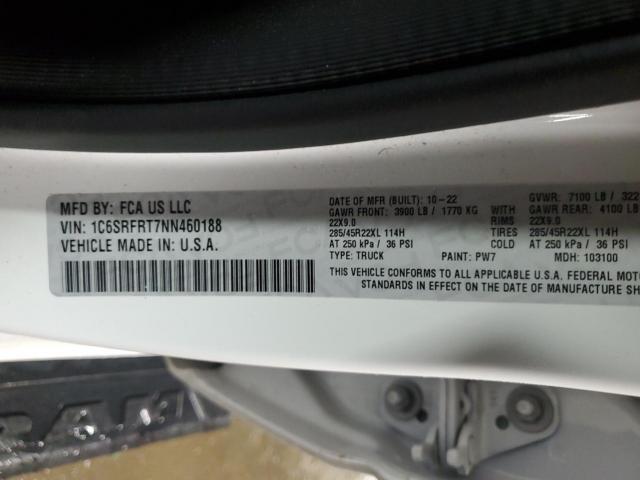 MFD BY: FCA US LLC
VIN: 1C6SRFRT7NN460188
VEHICLE MADE IN: U.S.A.
DATE OF MFR (BUILT): 10-22 GVWR: 7100 LB / 322
GAWR FRONT: 3900 LB / 1770 KG WITH GAWR REAR: 4100 L
22X9.0 RIMS 22X9.0
285/45R22XL 114H TIRES 285/45R22XL 114H
AT 250 kPa / 36 PSI COLD AT 250 kPa / 36 PSI
TYPE: TRUCK PAINT: PW7 MDH: 103100
THIS VEHICLE CONFORMS TO ALL APPLICABLE U.S.A. FEDERAL MOT
STANDARDS IN EFFECT ON THE DATE OF MANUFACTURE SH
RAM